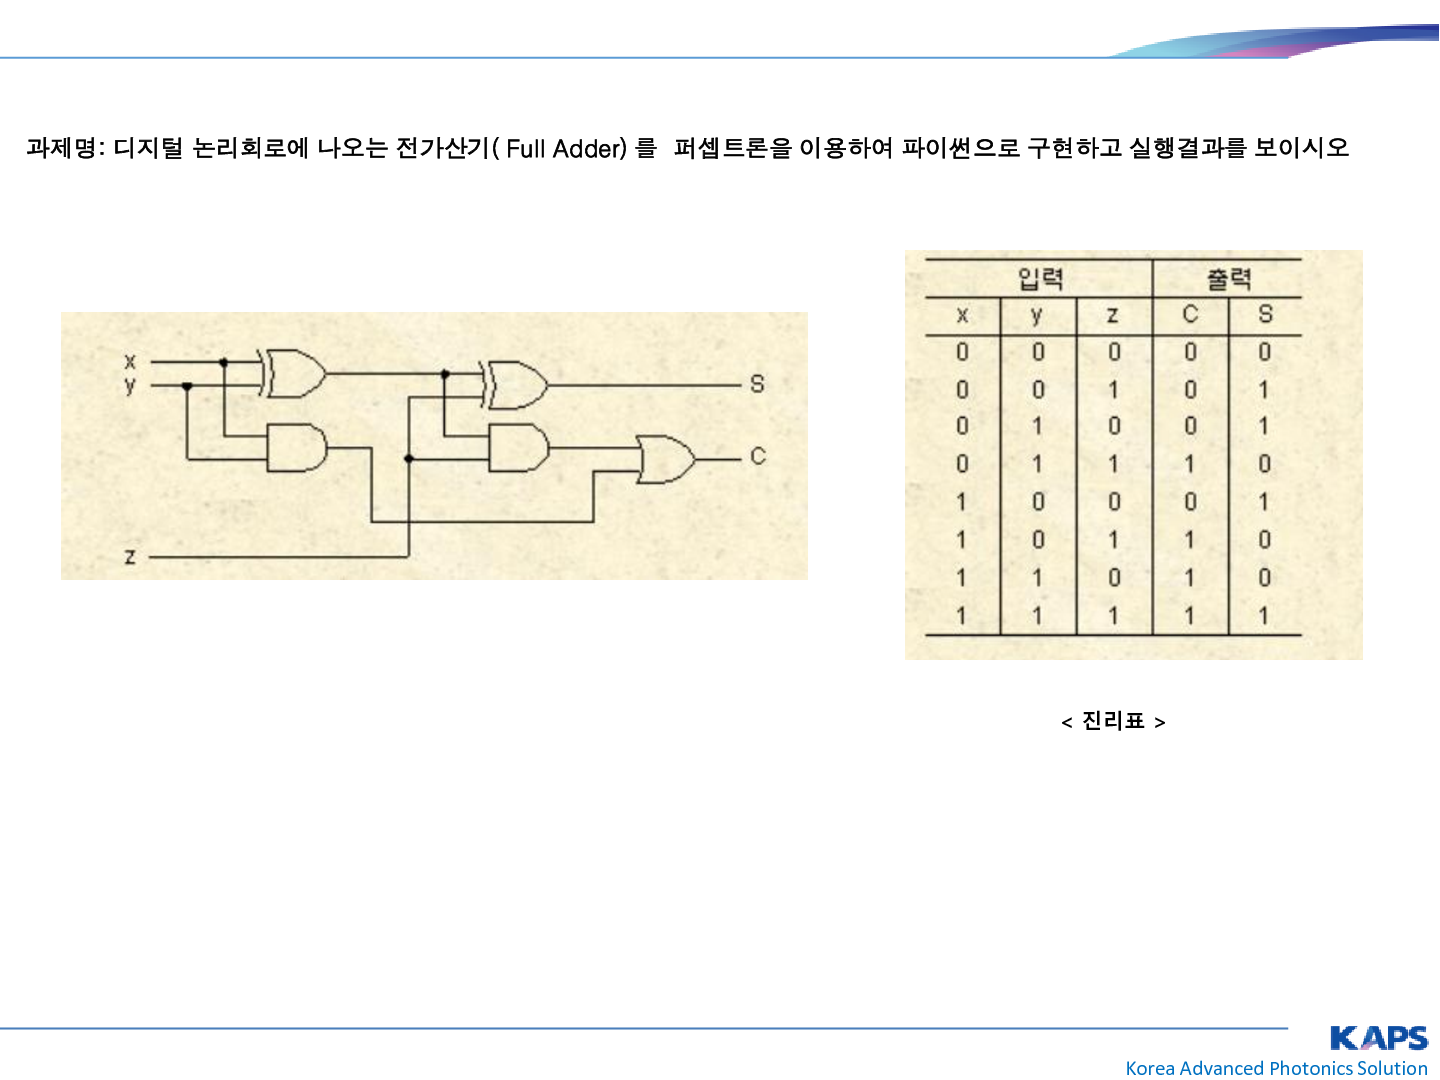 과제명: 디지털 논리회로에 나오는 전가산기( Full Adder) 를 퍼셉트론을 이용하여 파이썬으로 구현하고 실행결과를 보이시오
x
y
z
S
C
입력 출력
x y z C S
0 0 0 0 0
0 0 1 0 1
0 1 0 0 1
0 1 1 1 0
1 0 0 0 1
1 0 1 1 0
1 1 0 1 0
1 1 1 1 1
< 진리표 >
KAPS
Korea Advanced Photonics Solution